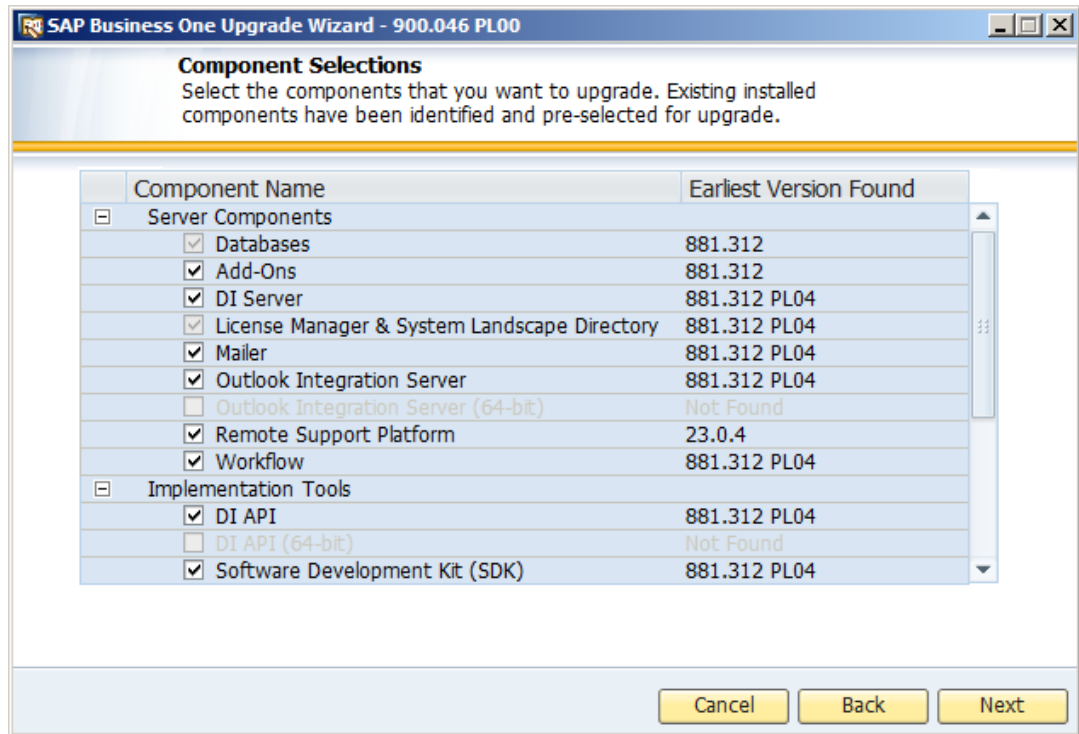 SAP Business One Upgrade Wizard - 900.046 PL00
Component Selections
Select the components that you want to upgrade. Existing installed
components have been identified and pre-selected for upgrade.
Component Name Earliest Version Found
Server Components
Databases 881.312
Add-Ons 881.312
DI Server 881.312 PL04
License Manager & System Landscape Directory 881.312 PL04
Mailer 881.312 PL04
Outlook Integration Server 881.312 PL04
Outlook Integration Server (64-bit) Not Found
Remote Support Platform 23.0.4
Workflow 881.312 PL04
Implementation Tools
DI API 881.312 PL04
DI API (64-bit) Not Found
Software Development Kit (SDK) 881.312 PL04
Cancel Back Next